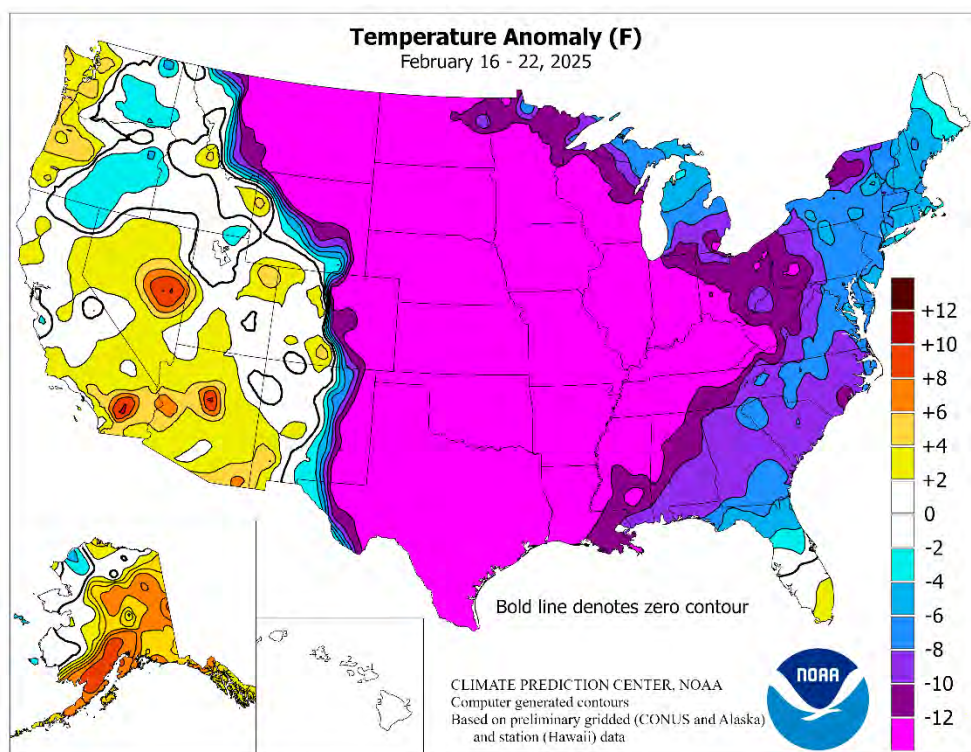 Temperature Anomaly (F)
February 16 - 22, 2025
+12
+10
+8
+6
+4
+2
0
-2
-4
-6
-8
-10
-12
Bold line denotes zero contour
CLIMATE PREDICTION CENTER, NOAA
Computer generated contours
Based on preliminary gridded (CONUS and Alaska)
and station (Hawaii) data
NOAA